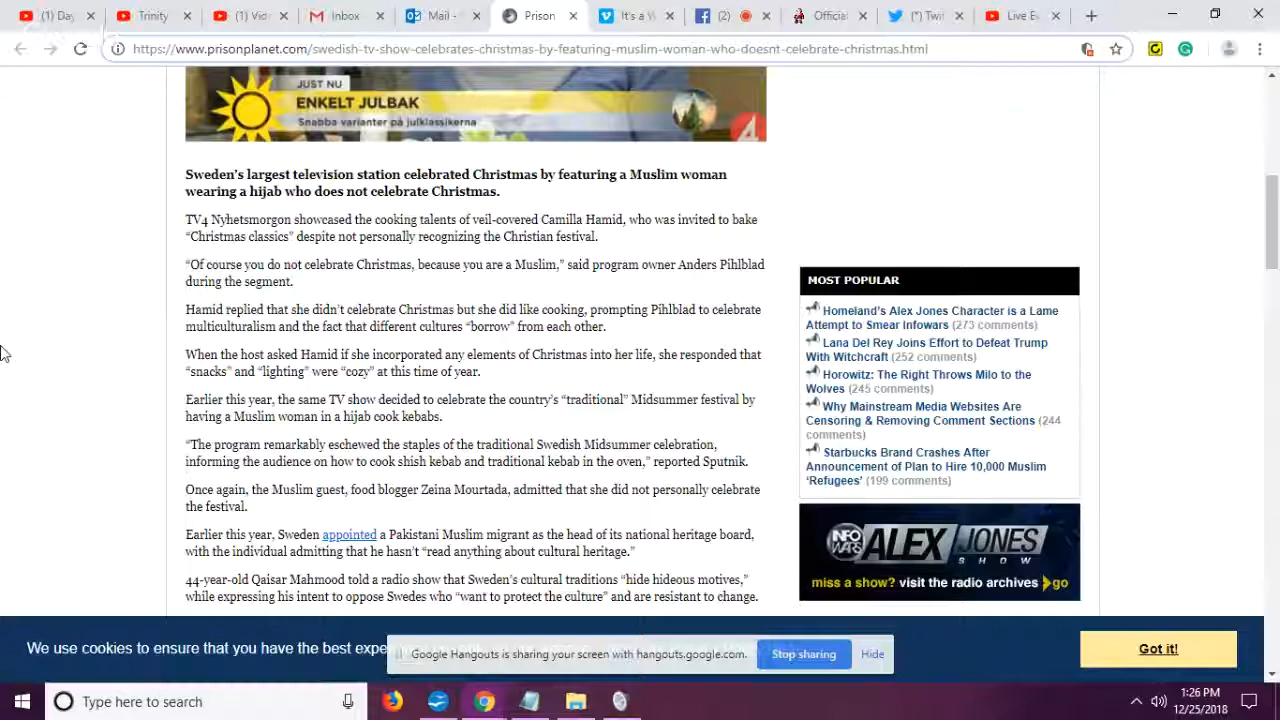 (1) Day
Trinity
(1) Vide
Inbox
Mail -
Prison
It's a W
(2)
Official
(*) Twi
Live E
https://www.prisonplanet.com/swedish-tv-show-celebrates-christmas-by-featuring-muslim-woman-who-doesnt-celebrate-christmas.html
JUST NU
ENKELT JULBAK
Snabba varianter på julklassikerna
4
Sweden’s largest television station celebrated Christmas by featuring a Muslim woman
wearing a hijab who does not celebrate Christmas.
TV4 Nyhetsmorgon showcased the cooking talents of veil-covered Camilla Hamid, who was invited to bake
“Christmas classics” despite not personally recognizing the Christian festival.
“Of course you do not celebrate Christmas, because you are a Muslim,” said program owner Anders Pihlblad
during the segment.
Hamid replied that she didn’t celebrate Christmas but she did like cooking, prompting Pihlblad to celebrate
multiculturalism and the fact that different cultures “borrow” from each other.
When the host asked Hamid if she incorporated any elements of Christmas into her life, she responded that
“snacks” and “lighting” were “cozy” at this time of year.
Earlier this year, the same TV show decided to celebrate the country’s “traditional” Midsummer festival by
having a Muslim woman in a hijab cook kebabs.
“The program remarkably eschewed the staples of the traditional Swedish Midsummer celebration,
informing the audience on how to cook shish kebab and traditional kebab in the oven,” reported Sputnik.
Once again, the Muslim guest, food blogger Zeina Mourtada, admitted that she did not personally celebrate
the festival.
Earlier this year, Sweden appointed a Pakistani Muslim migrant as the head of its national heritage board,
with the individual admitting that he hasn’t “read anything about cultural heritage.”
44-year-old Qaisar Mahmood told a radio show that Sweden’s cultural traditions “hide hideous motives,”
while expressing his intent to oppose Swedes who “want to protect the culture” and are resistant to change.
MOST POPULAR
Homeland’s Alex Jones Character is a Lame
Attempt to Smear Infowars (273 comments)
Lana Del Rey Joins Effort to Defeat Trump
With Witchcraft (252 comments)
Horowitz: The Right Throws Milo to the
Wolves (245 comments)
Why Mainstream Media Websites Are
Censoring & Removing Comment Sections (244
comments)
Starbucks Brand Crashes After
Announcement of Plan to Hire 10,000 Muslim
‘Refugees’ (199 comments)
INFO WARS ALEX JONES
SHOW
miss a show? visit the radio archives go
We use cookies to ensure that you have the best expe
Google Hangouts is sharing your screen with hangouts.google.com.
Stop sharing
Hide
Got it!
Type here to search
1:26 PM
12/25/2018